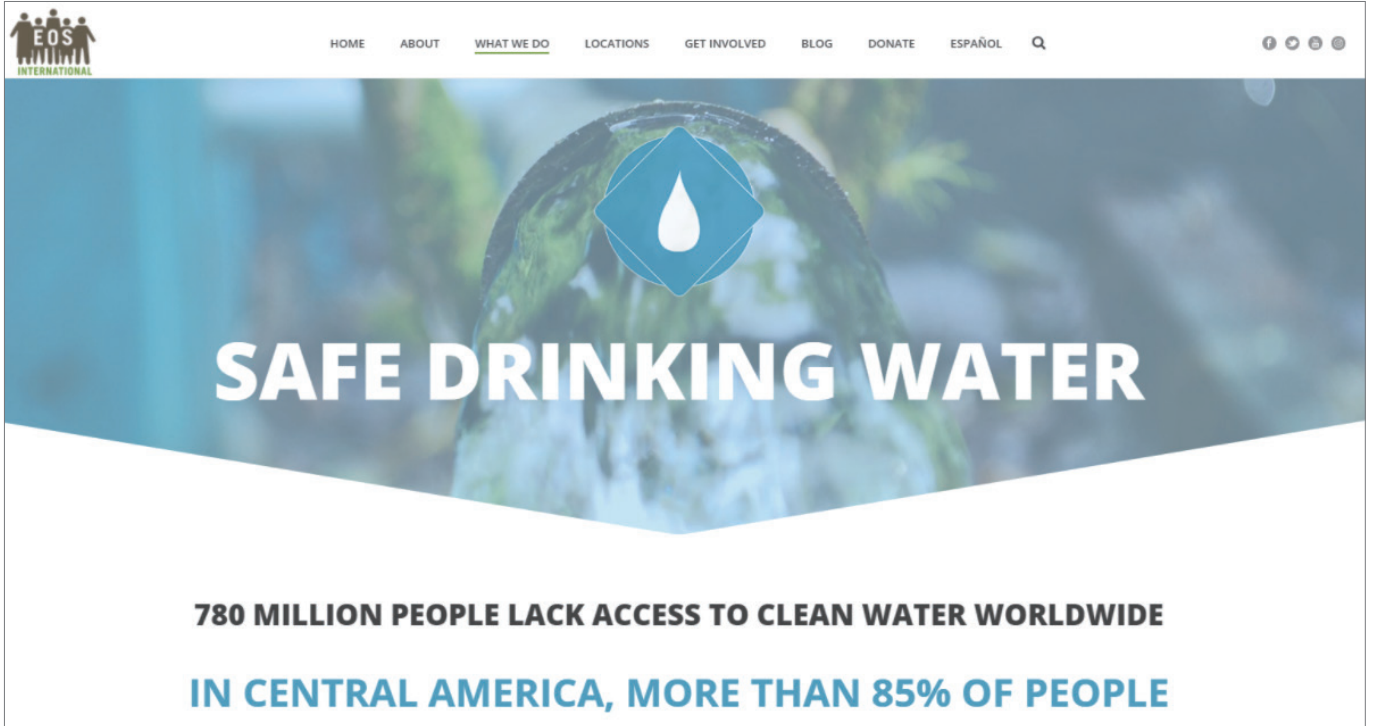 EOS
INTERNATIONAL
HOME ABOUT WHAT WE DO LOCATIONS GET INVOLVED BLOG DONATE ESPAÑOL
SAFE DRINKING WATER
780 MILLION PEOPLE LACK ACCESS TO CLEAN WATER WORLDWIDE
IN CENTRAL AMERICA, MORE THAN 85% OF PEOPLE